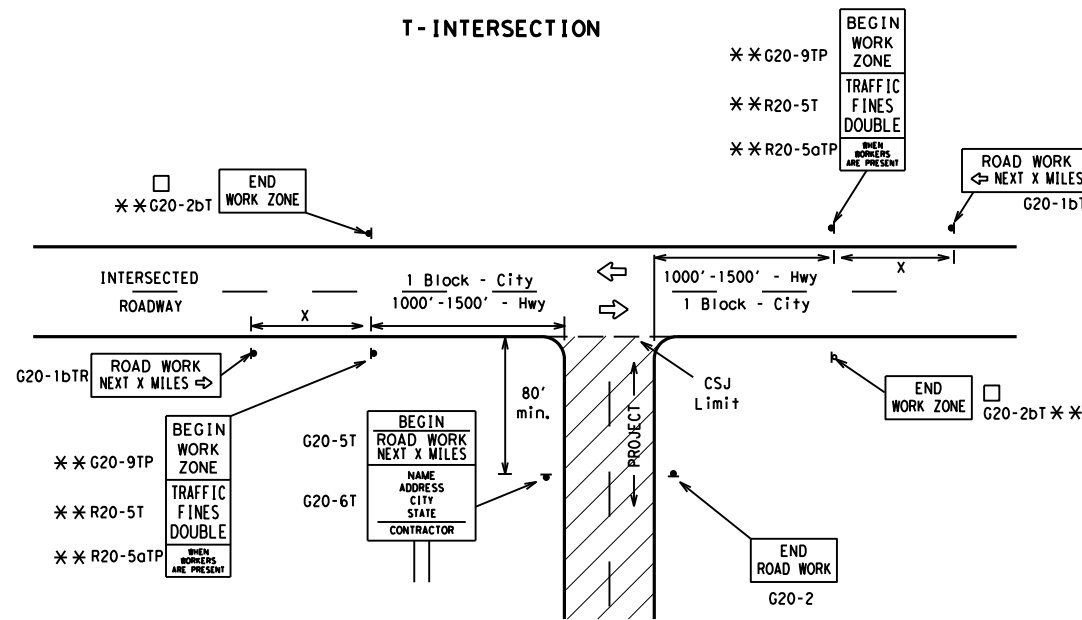 T-INTERSECTION
BEGIN
WORK
ZONE
TRAFFIC
FINES
DOUBLE
WHEN
WORKERS
ARE PRESENT
**G20-9TP
**R20-5T
**R20-5aTP
ROAD WORK
⇦ NEXT X MILES
G20-1bT
END
WORK ZONE
□
**G20-2bT
INTERSECTED
ROADWAY
1 Block - City
1000'-1500' - Hwy
X
1000'-1500' - Hwy
1 Block - City
X
G20-1bTR
ROAD WORK
NEXT X MILES ⇨
80'
min.
CSJ
Limit
PROJECT
END
WORK ZONE
□
G20-2bT **
**G20-9TP
**R20-5T
**R20-5aTP
BEGIN
WORK
ZONE
TRAFFIC
FINES
DOUBLE
WHEN
WORKERS
ARE PRESENT
G20-5T
G20-6T
BEGIN
ROAD WORK
NEXT X MILES
NAME
ADDRESS
CITY
STATE
CONTRACTOR
END
ROAD WORK
G20-2